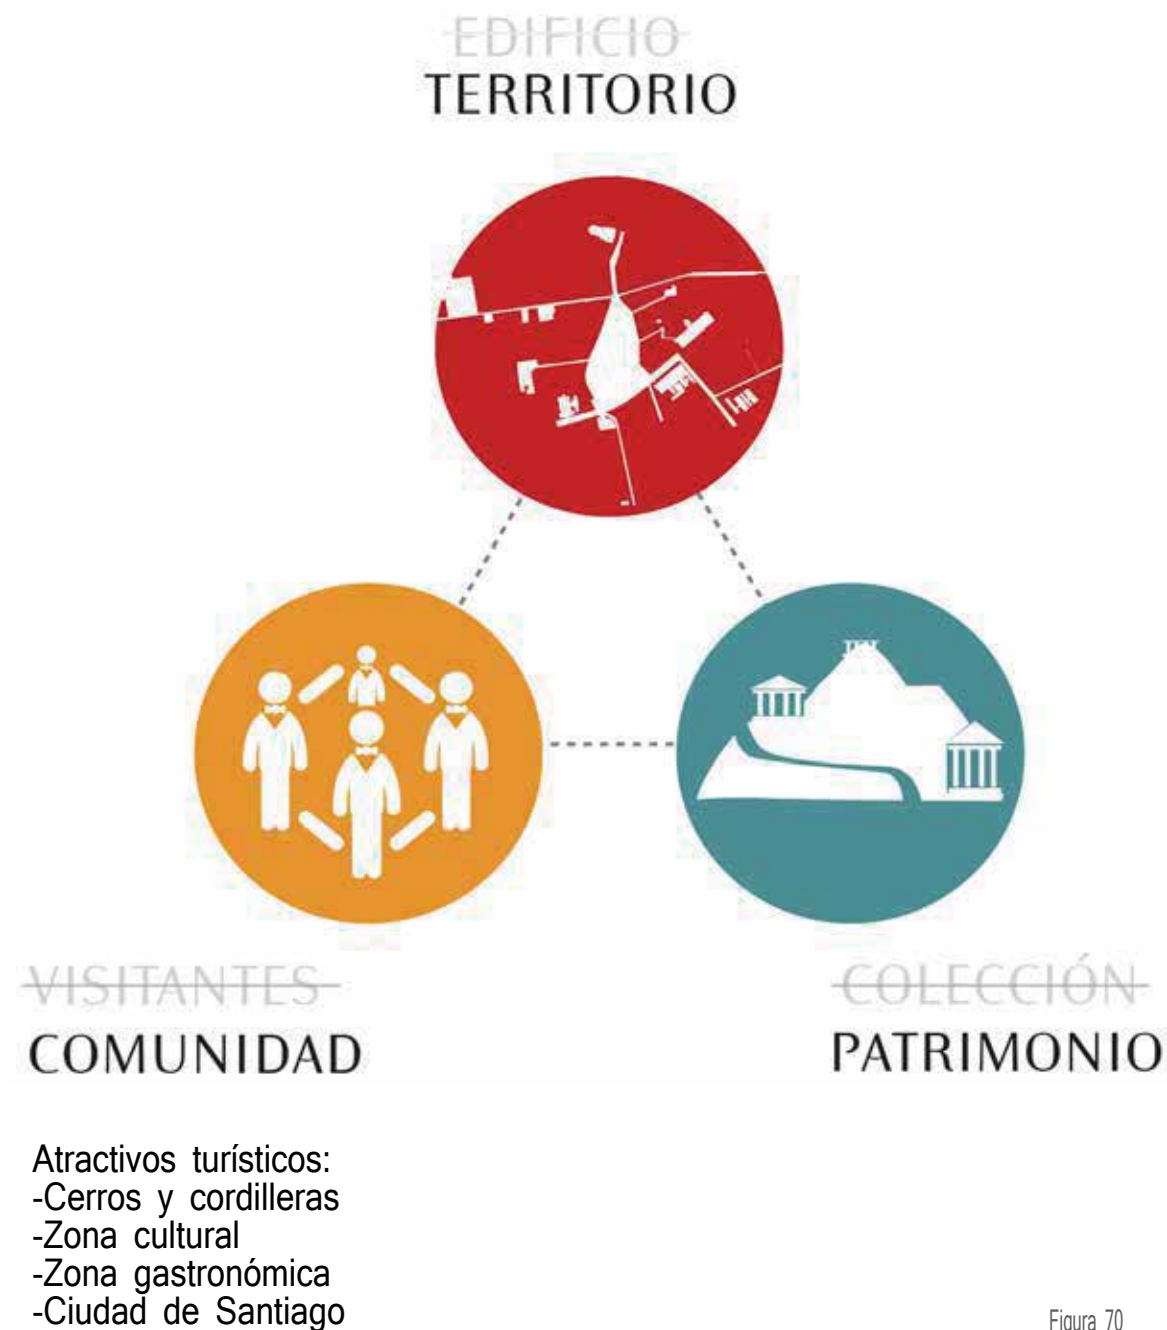 EDIFICIO
TERRITORIO
VISITANTES
COMUNIDAD
COLECCIÓN
PATRIMONIO
Atractivos turísticos:
-Cerros y cordilleras
-Zona cultural
-Zona gastronómica
-Ciudad de Santiago
Figura 70